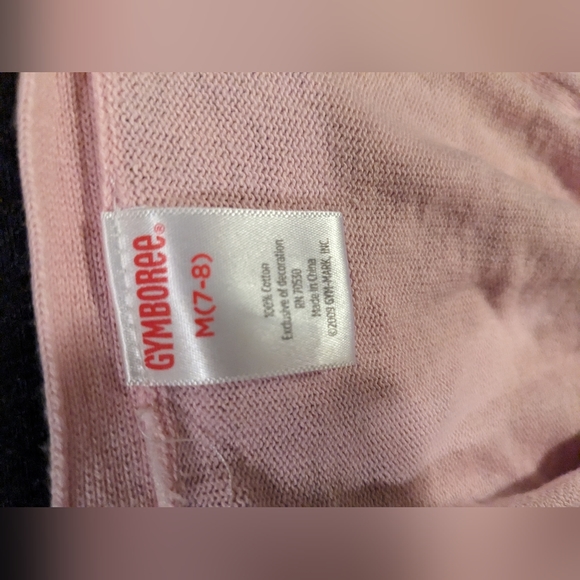 GYMBOREE®
M(7-8)
100% Cotton
Exclusive of decoration
RN 70530
Made in China
©2009 GYM-MARK, INC.